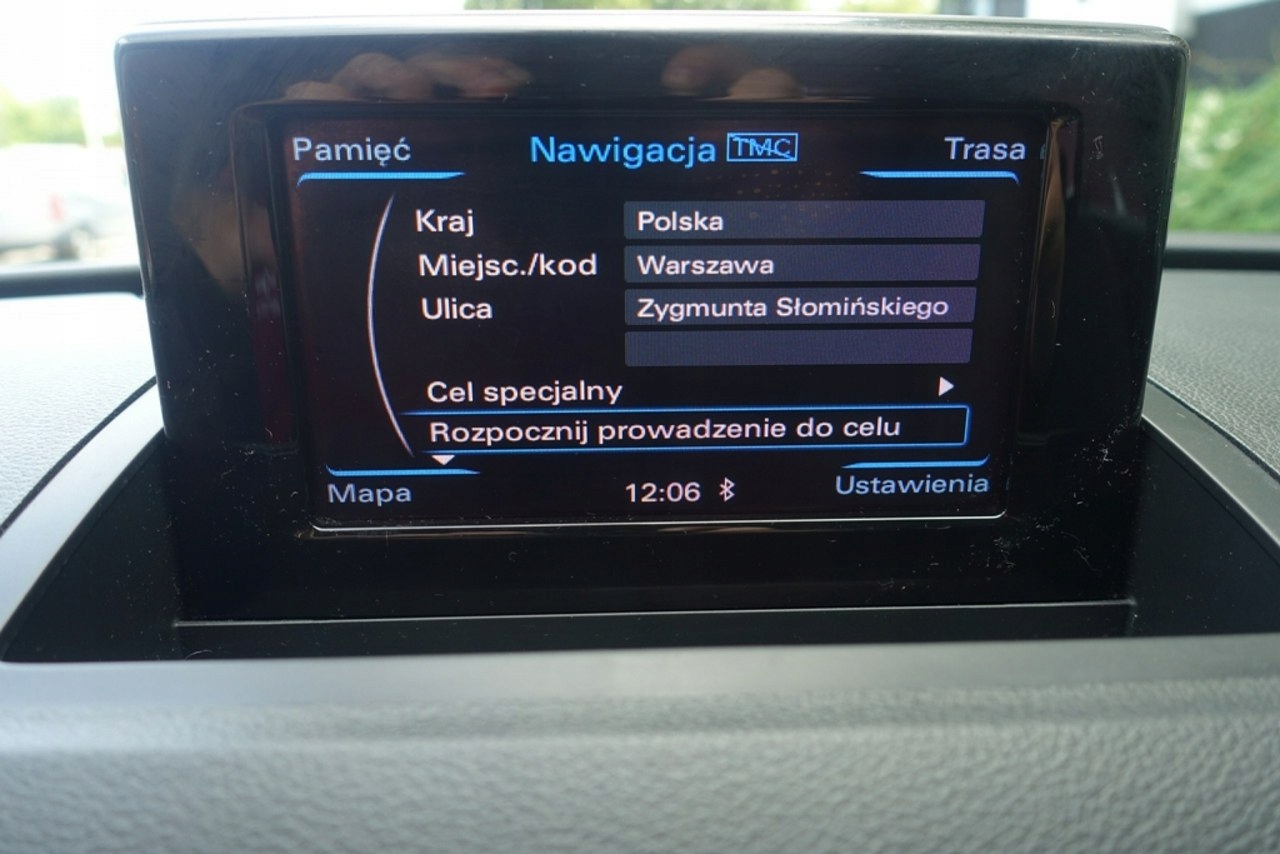 Pamięć Nawigacja TMC Trasa
Kraj Polska
Miejsc./kod Warszawa
Ulica Zygmunta Słomińskiego
Cel specjalny
Rozpocznij prowadzenie do celu
Mapa 12:06 Ustawienia